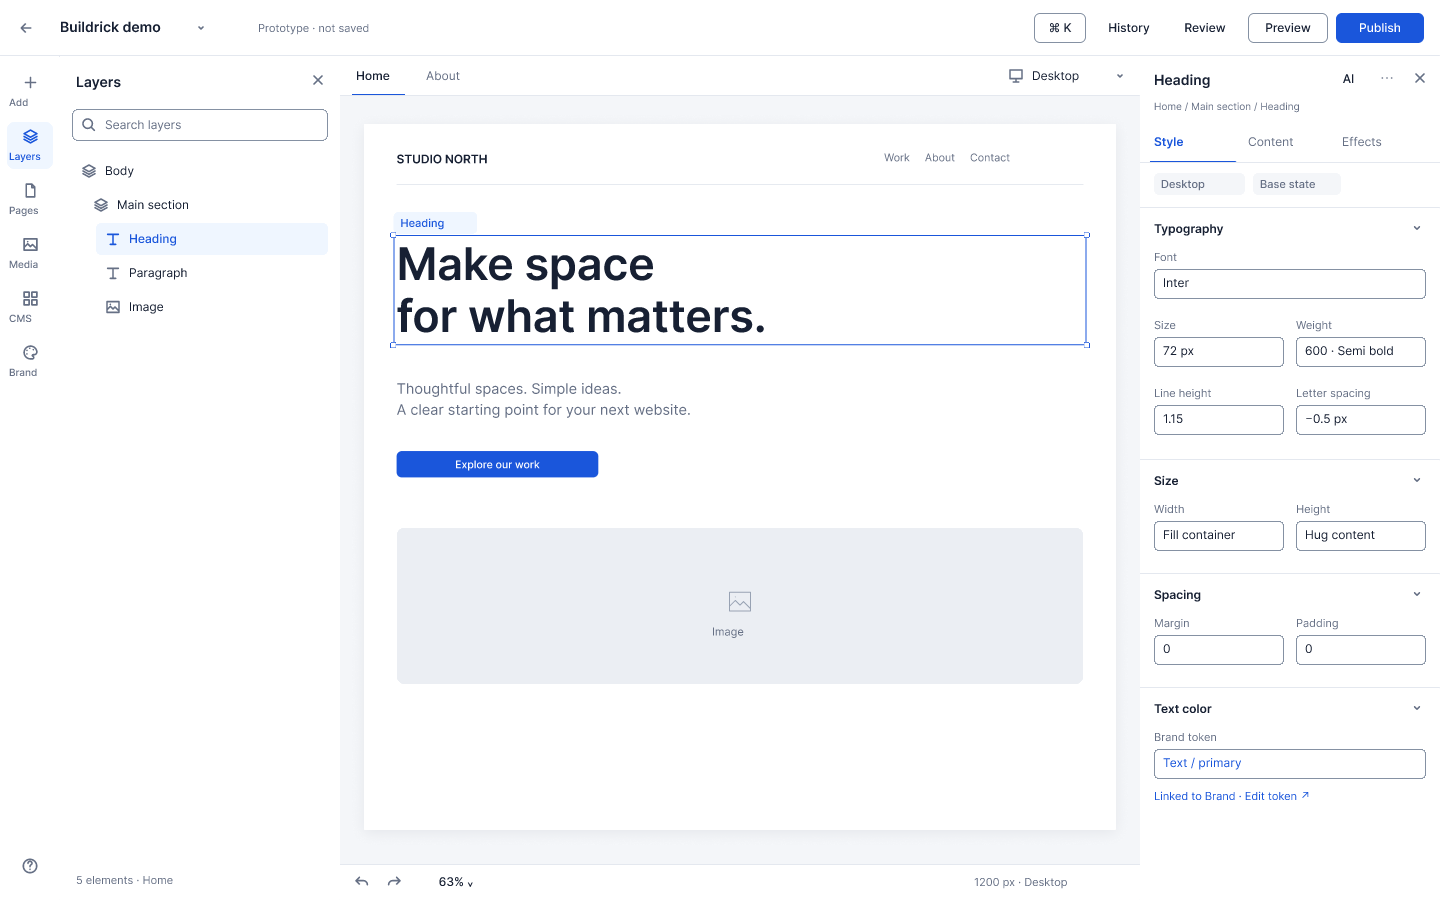 Buildrick demo
Prototype · not saved
⌘ K
History
Review
Preview
Publish
Add
Layers
Pages
Media
CMS
Brand
Layers
Search layers
Body
Main section
Heading
Paragraph
Image
5 elements · Home
Home
About
Desktop
STUDIO NORTH
Work
About
Contact
Heading
Make space
for what matters.
Thoughtful spaces. Simple ideas.
A clear starting point for your next website.
Explore our work
Image
63%
1200 px · Desktop
Heading
AI
Home / Main section / Heading
Style
Content
Effects
Desktop
Base state
Typography
Font
Inter
Size
Weight
72 px
600 · Semi bold
Line height
Letter spacing
1.15
−0.5 px
Size
Width
Height
Fill container
Hug content
Spacing
Margin
Padding
0
0
Text color
Brand token
Text / primary
Linked to Brand · Edit token ↗